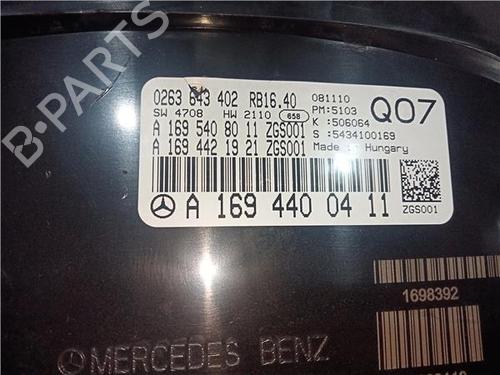 B-PARTS
0263 643 402 RB16.40 081110 Q07
SW 4708 HW 2110 658 PM:5103
K :506064
A 169 540 80 11 ZGS001 S :5434100169
A 169 442 19 21 ZGS001 Made in Hungary
A 169 440 04 11 ZGS001
1698392
MERCEDES BENZ